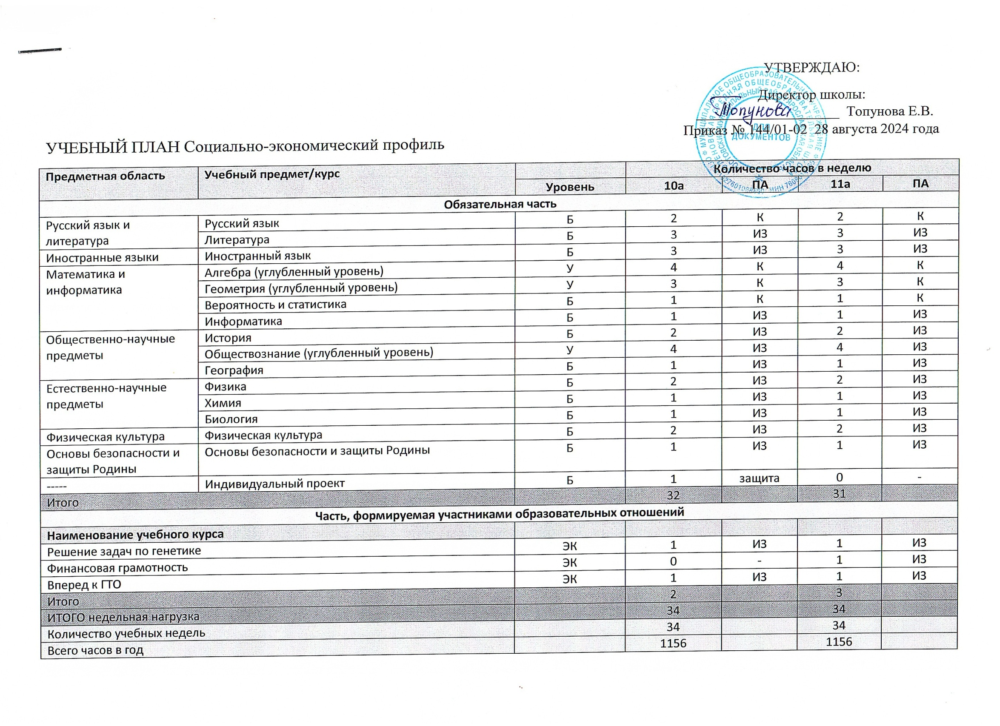 УТВЕРЖДАЮ:
Директор школы:
Топунова Топунова Е.В.
Приказ № 144/01-02 28 августа 2024 года
ДЛЯ
ДОКУМЕНТОВ
УЧЕБНЫЙ ПЛАН Социально-экономический профиль
Предметная область Учебный предмет/курс Количество часов в неделю
Уровень 10а ПА 11а ПА
Обязательная часть
Русский язык и литература Русский язык Б 2 К 2 К
Литература Б 3 ИЗ 3 ИЗ
Иностранные языки Иностранный язык Б 3 ИЗ 3 ИЗ
Математика и информатика Алгебра (углубленный уровень) У 4 К 4 К
Геометрия (углубленный уровень) У 3 К 3 К
Вероятность и статистика Б 1 К 1 К
Информатика Б 1 ИЗ 1 ИЗ
Общественно-научные предметы История Б 2 ИЗ 2 ИЗ
Обществознание (углубленный уровень) У 4 ИЗ 4 ИЗ
География Б 1 ИЗ 1 ИЗ
Естественно-научные предметы Физика Б 2 ИЗ 2 ИЗ
Химия Б 1 ИЗ 1 ИЗ
Биология Б 1 ИЗ 1 ИЗ
Физическая культура Физическая культура Б 2 ИЗ 2 ИЗ
Основы безопасности и защиты Родины Основы безопасности и защиты Родины Б 1 ИЗ 1 ИЗ
----- Индивидуальный проект Б 1 защита 0 -
Итого 32 31
Часть, формируемая участниками образовательных отношений
Наименование учебного курса
Решение задач по генетике ЭК 1 ИЗ 1 ИЗ
Финансовая грамотность ЭК 0 - 1 ИЗ
Вперед к ГТО ЭК 1 ИЗ 1 ИЗ
Итого 2 3
ИТОГО недельная нагрузка 34 34
Количество учебных недель 34 34
Всего часов в год 1156 1156